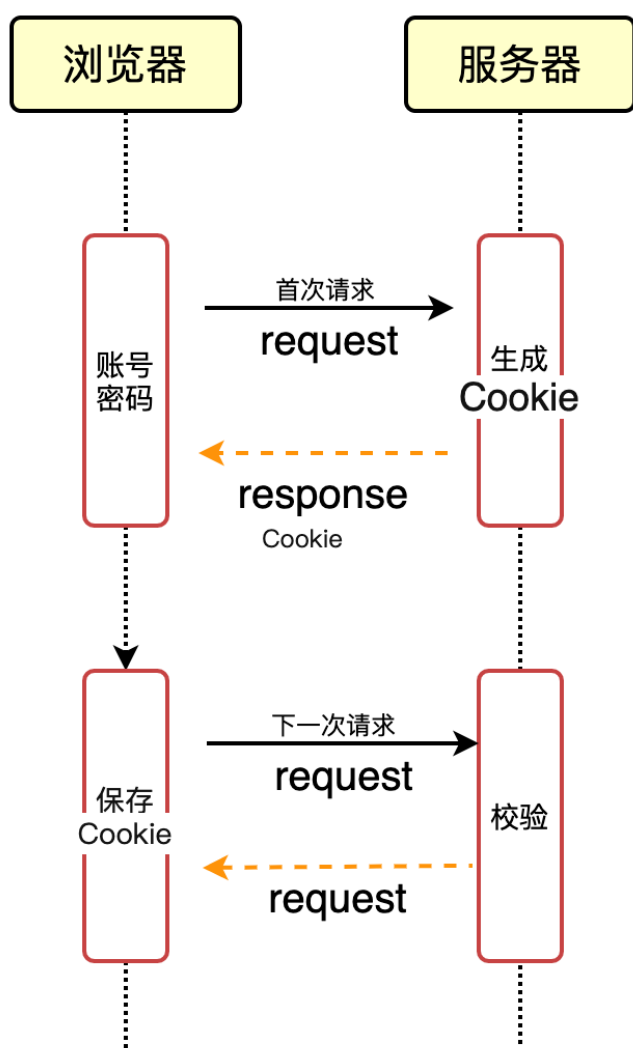 浏览器
服务器
首次请求
request
账号
密码
生成
Cookie
response
Cookie
下一次请求
request
保存
Cookie
校验
request